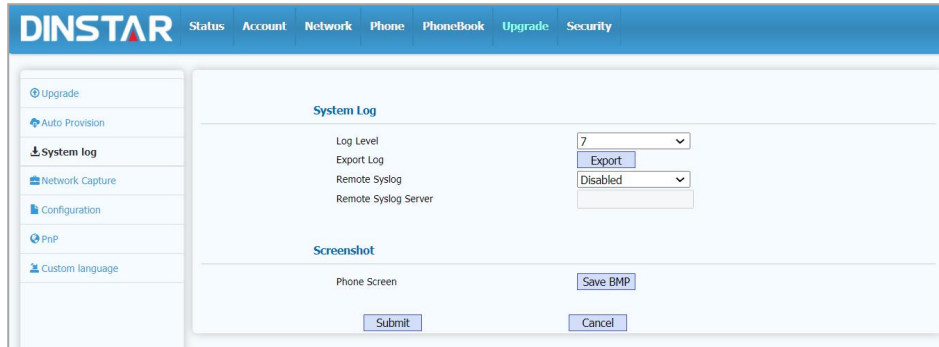 DINSTAR Status Account Network Phone PhoneBook Upgrade Security
Upgrade
Auto Provision
System log
Network Capture
Configuration
PnP
Custom language
System Log
Log Level 7
Export Log Export
Remote Syslog Disabled
Remote Syslog Server
Screenshot
Phone Screen Save BMP
Submit Cancel